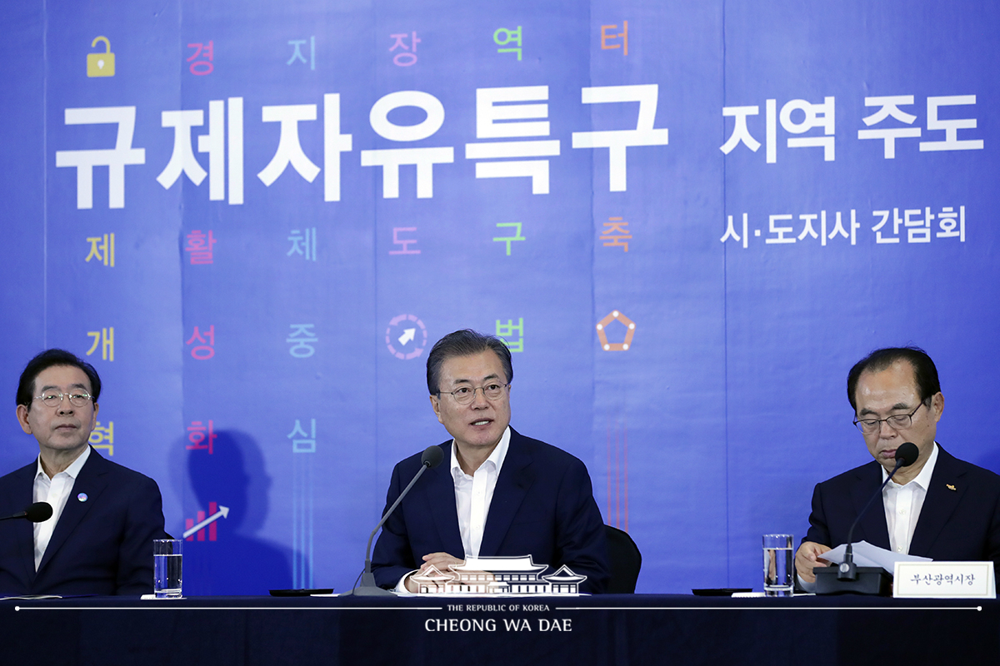 경 지 장 역 터
규제자유특구 지역 주도
시·도지사 간담회
제 활 체 도 구 축
개 성 중 법
혁 화 심
부산광역시장
THE REPUBLIC OF KOREA
CHEONG WA DAE